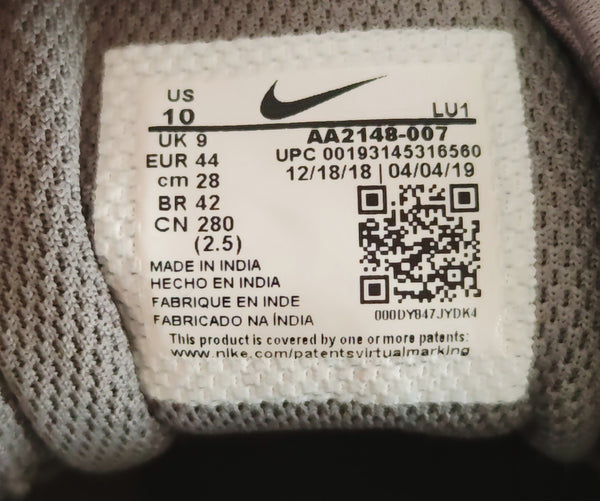 US
10
LU1
UK 9
EUR 44
cm 28
BR 42
CN 280
(2.5)
AA2148-007
UPC 00193145316560
12/18/18 | 04/04/19
MADE IN INDIA
HECHO EN INDIA
FABRIQUE EN INDE
FABRICADO NA ÍNDIA
000DYB47JYDK4
This product is covered by one or more patents:
www.nike.com/patentsvirtualmarking